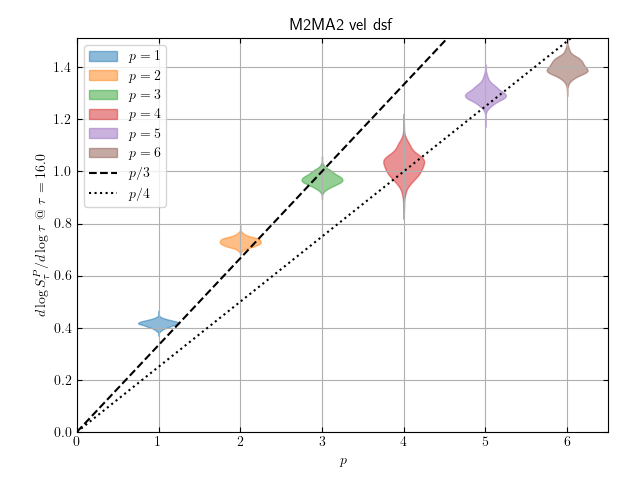 M2MA2 vel dsf
d log S_τ^P / d log τ @ τ = 16.0
1.4
1.2
1.0
0.8
0.6
0.4
0.2
0.0
p = 1
p = 2
p = 3
p = 4
p = 5
p = 6
p/3
p/4
0 1 2 3 4 5 6
p